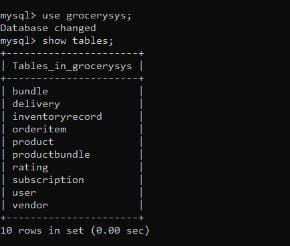 mysql> use grocerysys;
Database changed
mysql> show tables;
+----------------------+
| Tables_in_grocerysys |
+----------------------+
| bundle               |
| delivery             |
| inventoryrecord      |
| orderitem            |
| product              |
| productbundle        |
| rating               |
| subscription         |
| user                 |
| vendor               |
+----------------------+
10 rows in set (0.00 sec)